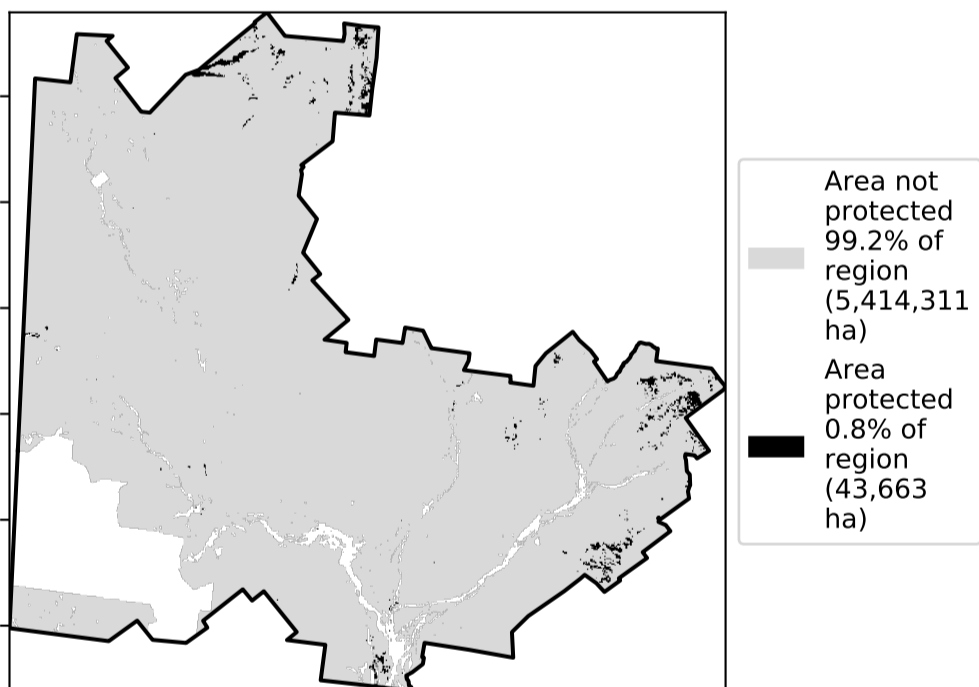 Area not
protected
99.2% of
region
(5,414,311
ha)
Area
protected
0.8% of
region
(43,663
ha)